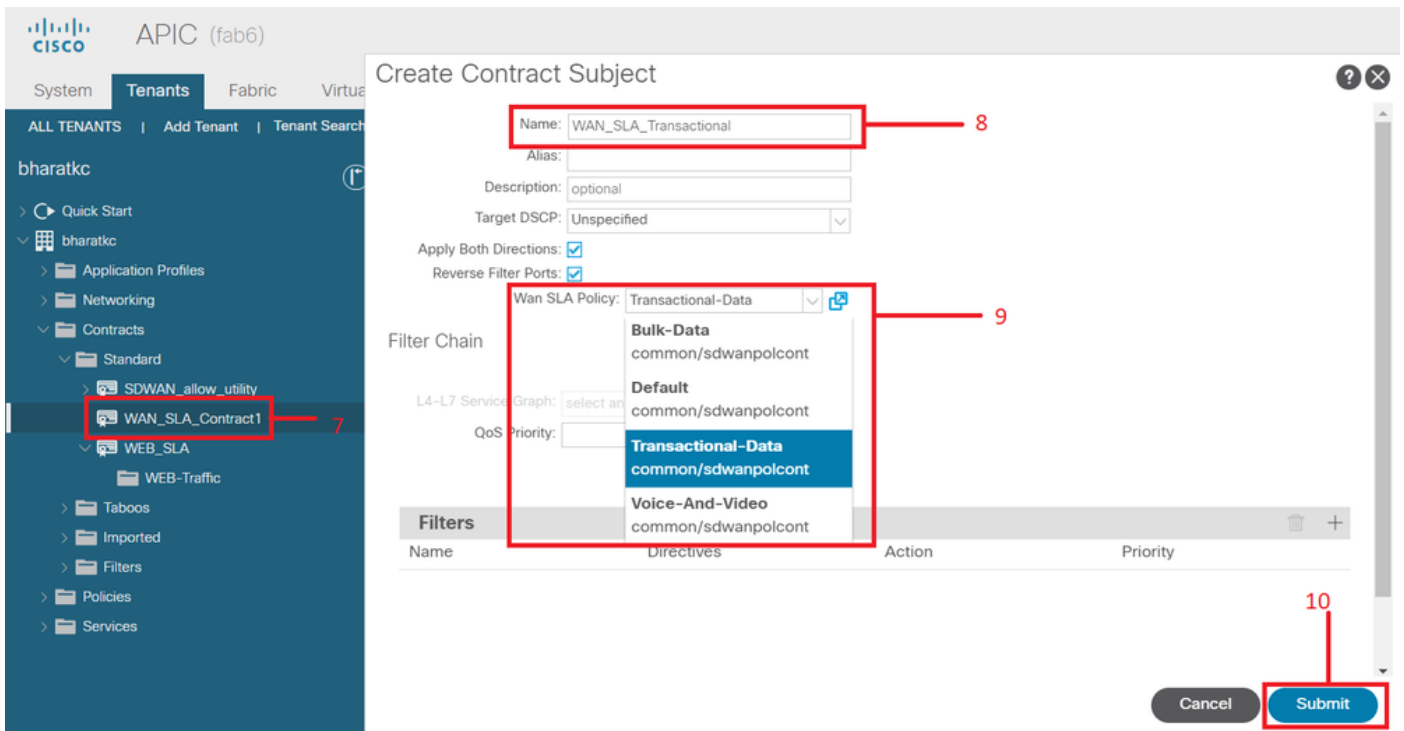 CISCO
APIC (fab6)
System Tenants Fabric Virtua
ALL TENANTS | Add Tenant | Tenant Search
bharatkc
Quick Start
bharatkc
Application Profiles
Networking
Contracts
Standard
SDWAN_allow_utility
WAN_SLA_Contract1
7
WEB_SLA
WEB-Traffic
Taboos
Imported
Filters
Policies
Services
Create Contract Subject
Name: WAN_SLA_Transactional
8
Alias:
Description: optional
Target DSCP: Unspecified
Apply Both Directions:
Reverse Filter Ports:
Wan SLA Policy: Transactional-Data
9
Bulk-Data
common/sdwanpolcont
Default
common/sdwanpolcont
Transactional-Data
common/sdwanpolcont
Voice-And-Video
common/sdwanpolcont
Filter Chain
L4-L7 Service Graph: select an
QoS Priority:
Filters
Name Directives Action Priority
10
Cancel Submit